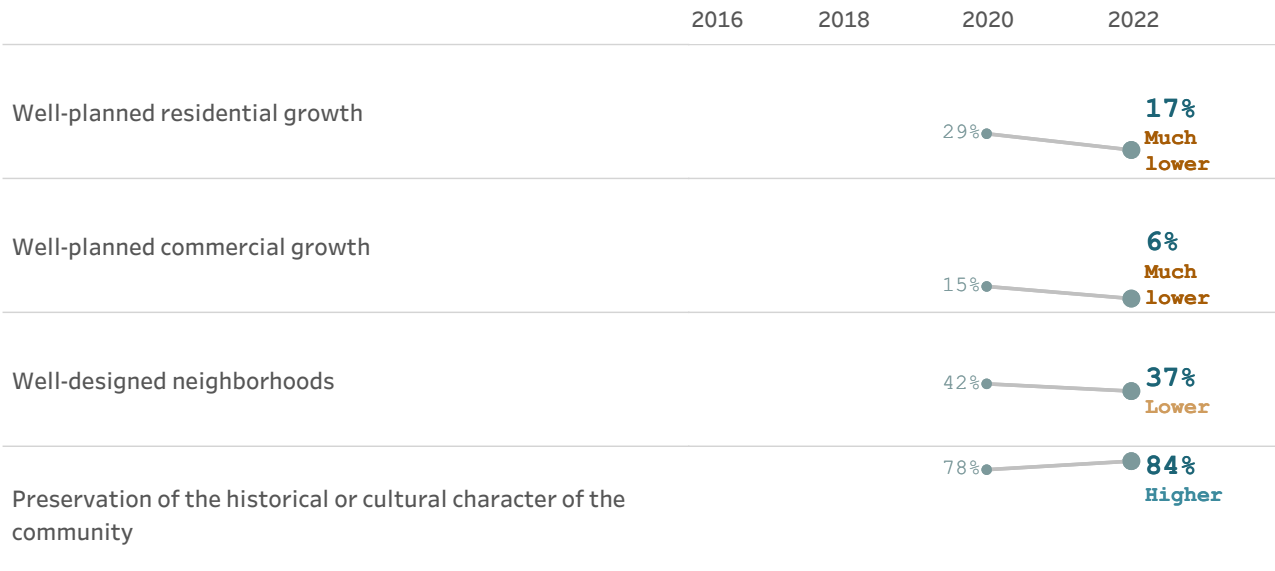 2016 2018 2020 2022
Well-planned residential growth
29%
17%
Much
lower
Well-planned commercial growth
15%
6%
Much
lower
Well-designed neighborhoods
42%
37%
Lower
Preservation of the historical or cultural character of the
community
78%
84%
Higher